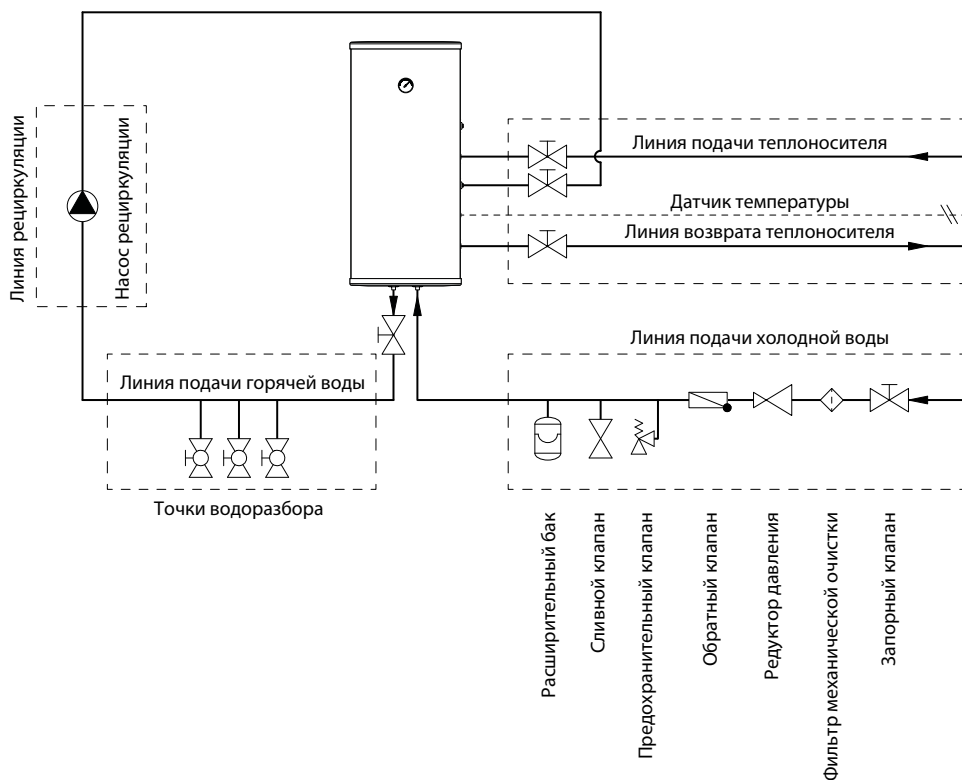 Линия рециркуляции
Насос рециркуляции
Линия подачи теплоносителя
Датчик температуры
Линия возврата теплоносителя
Линия подачи холодной воды
Линия подачи горячей воды
Точки водоразбора
Расширительный бак
Сливной клапан
Предохранительный клапан
Обратный клапан
Редуктор давления
Фильтр механической очистки
Запорный клапан